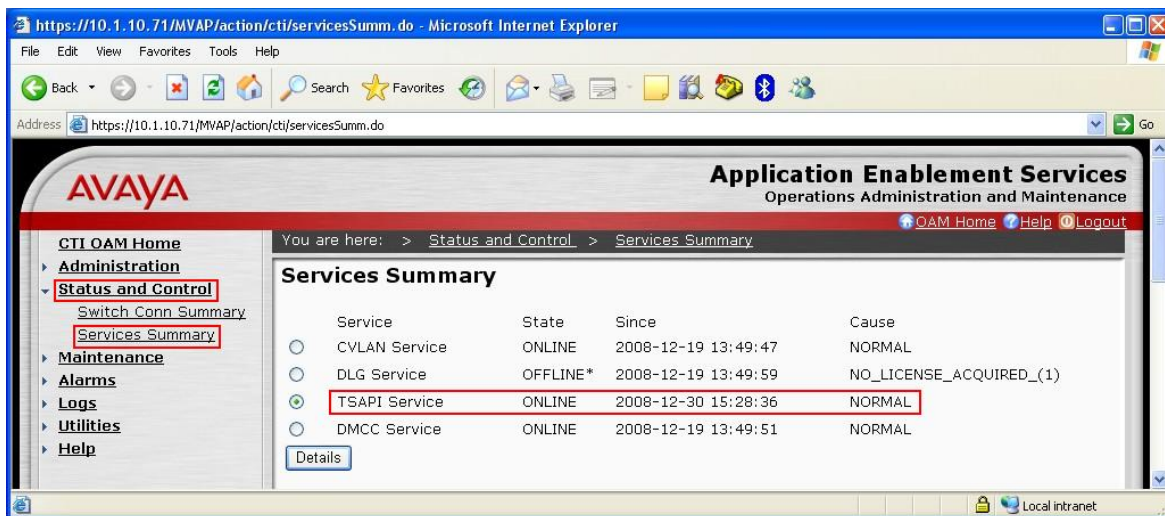 https://10.1.10.71/MVAP/action/cti/servicesSumm.do - Microsoft Internet Explorer
File Edit View Favorites Tools Help
Back Search Favorites
Address https://10.1.10.71/MVAP/action/cti/servicesSumm.do Go
AVAYA
Application Enablement Services
Operations Administration and Maintenance
OAM Home Help Logout
CTI OAM Home
Administration
Status and Control
Switch Conn Summary
Services Summary
Maintenance
Alarms
Logs
Utilities
Help
You are here: > Status and Control > Services Summary
Services Summary
Service State Since Cause
CVLAN Service ONLINE 2008-12-19 13:49:47 NORMAL
DLG Service OFFLINE* 2008-12-19 13:49:59 NO_LICENSE_ACQUIRED_(1)
TSAPI Service ONLINE 2008-12-30 15:28:36 NORMAL
DMCC Service ONLINE 2008-12-19 13:49:51 NORMAL
Details
Local intranet